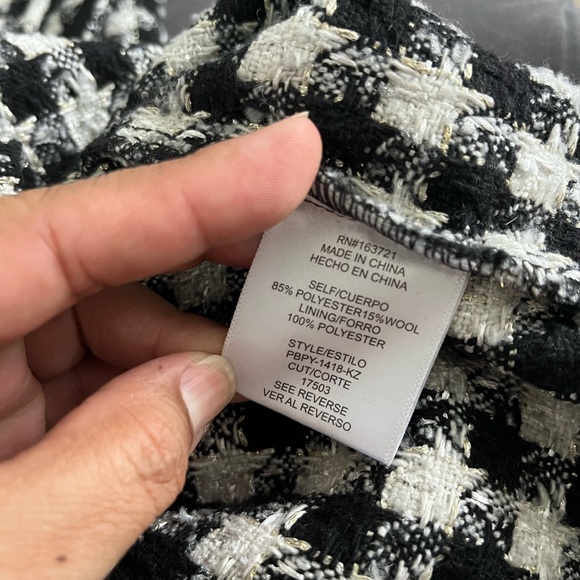 RN#163721
MADE IN CHINA
HECHO EN CHINA
SELF/CUERPO
85% POLYESTER15%WOOL
LINING/FORRO
100% POLYESTER
STYLE/ESTILO
PBPY-1418-KZ
CUT/CORTE
17503
SEE REVERSE
VER AL REVERSO